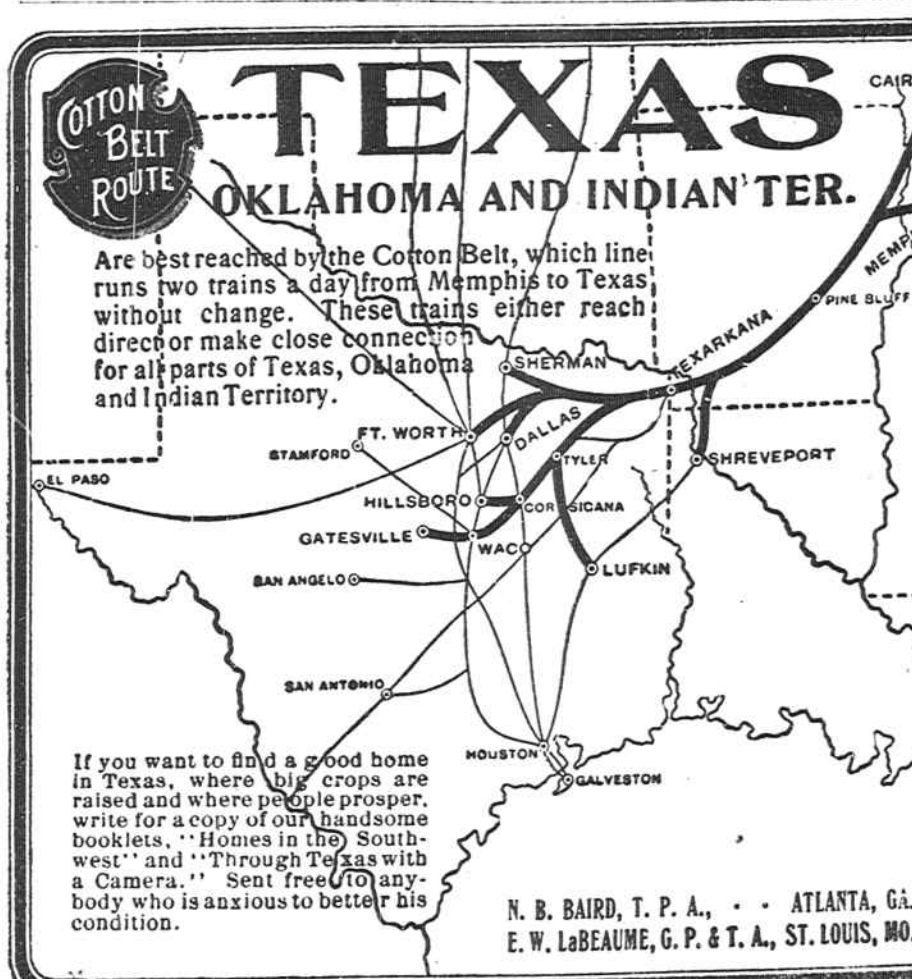 COTTON
BELT
ROUTE
TEXAS
OKLAHOMA AND INDIAN TER.
Are best reached by the Cotton Belt, which line
runs two trains a day from Memphis to Texas
without change. These trains either reach
direct or make close connection
for all parts of Texas, Oklahoma
and Indian Territory.
CAIR
MEMP
PINE BLUFF
TEXARKANA
SHERMAN
DALLAS
FT. WORTH
STAMFORD
TYLER
SHREVEPORT
EL PASO
HILLSBORO
CORSICANA
GATESVILLE
WACO
LUFKIN
SAN ANGELO
SAN ANTONIO
HOUSTON
GALVESTON
If you want to find a good home
in Texas, where big crops are
raised and where people prosper,
write for a copy of our handsome
booklets, "Homes in the South-
west" and "Through Texas with
a Camera." Sent free to any-
body who is anxious to better his
condition.
N. B. BAIRD, T. P. A., - - ATLANTA, GA.
E. W. LaBEAUME, G. P. & T. A., ST. LOUIS, MO.